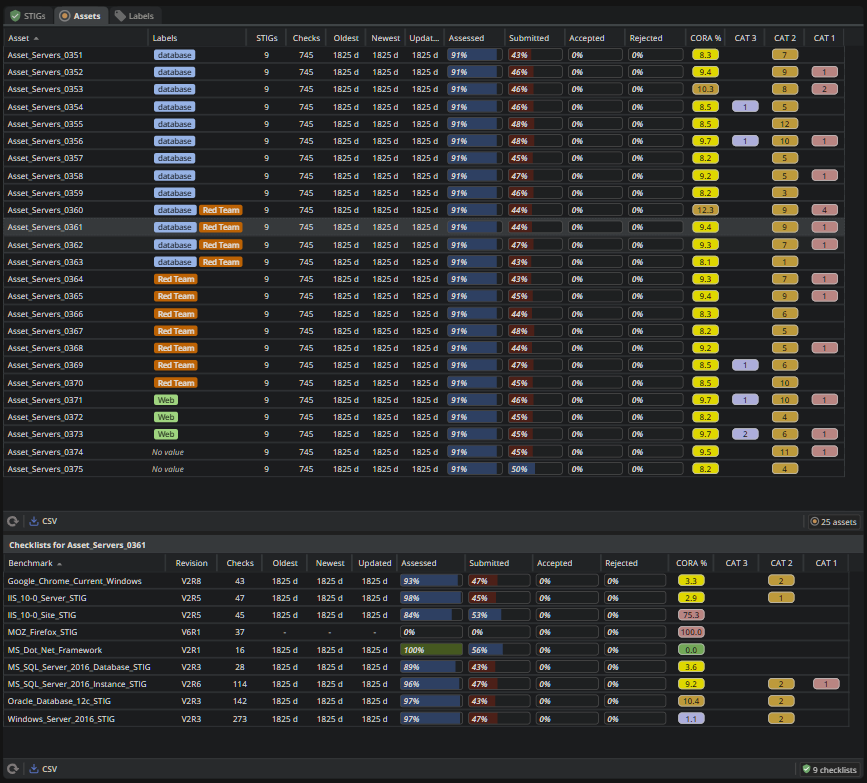 STIGs Assets Labels
Asset Labels STIGs Checks Oldest Newest Updat... Assessed Submitted Accepted Rejected CORA % CAT 3 CAT 2 CAT 1
Asset_Servers_0351 database 9 745 1825 d 1825 d 1825 d 91% 43% 0% 0% 8.3 7
Asset_Servers_0352 database 9 745 1825 d 1825 d 1825 d 91% 46% 0% 0% 9.4 9 1
Asset_Servers_0353 database 9 745 1825 d 1825 d 1825 d 91% 46% 0% 0% 10.3 8 2
Asset_Servers_0354 database 9 745 1825 d 1825 d 1825 d 91% 46% 0% 0% 8.5 1 5
Asset_Servers_0355 database 9 745 1825 d 1825 d 1825 d 91% 48% 0% 0% 8.5 12
Asset_Servers_0356 database 9 745 1825 d 1825 d 1825 d 91% 48% 0% 0% 9.7 1 10 1
Asset_Servers_0357 database 9 745 1825 d 1825 d 1825 d 91% 45% 0% 0% 8.2 5
Asset_Servers_0358 database 9 745 1825 d 1825 d 1825 d 91% 47% 0% 0% 9.2 5 1
Asset_Servers_0359 database 9 745 1825 d 1825 d 1825 d 91% 46% 0% 0% 8.2 3
Asset_Servers_0360 database Red Team 9 745 1825 d 1825 d 1825 d 91% 44% 0% 0% 12.3 9 4
Asset_Servers_0361 database Red Team 9 745 1825 d 1825 d 1825 d 91% 44% 0% 0% 9.4 9 1
Asset_Servers_0362 database Red Team 9 745 1825 d 1825 d 1825 d 91% 47% 0% 0% 9.3 7 1
Asset_Servers_0363 database Red Team 9 745 1825 d 1825 d 1825 d 91% 43% 0% 0% 8.1 1
Asset_Servers_0364 Red Team 9 745 1825 d 1825 d 1825 d 91% 43% 0% 0% 9.3 7 1
Asset_Servers_0365 Red Team 9 745 1825 d 1825 d 1825 d 91% 45% 0% 0% 9.4 9 1
Asset_Servers_0366 Red Team 9 745 1825 d 1825 d 1825 d 91% 44% 0% 0% 8.3 6
Asset_Servers_0367 Red Team 9 745 1825 d 1825 d 1825 d 91% 48% 0% 0% 8.2 5
Asset_Servers_0368 Red Team 9 745 1825 d 1825 d 1825 d 91% 44% 0% 0% 9.2 5 1
Asset_Servers_0369 Red Team 9 745 1825 d 1825 d 1825 d 91% 47% 0% 0% 8.5 1 6
Asset_Servers_0370 Red Team 9 745 1825 d 1825 d 1825 d 91% 45% 0% 0% 8.5 10
Asset_Servers_0371 Web 9 745 1825 d 1825 d 1825 d 91% 46% 0% 0% 9.7 1 10 1
Asset_Servers_0372 Web 9 745 1825 d 1825 d 1825 d 91% 45% 0% 0% 8.2 4
Asset_Servers_0373 Web 9 745 1825 d 1825 d 1825 d 91% 45% 0% 0% 9.7 2 6 1
Asset_Servers_0374 No value 9 745 1825 d 1825 d 1825 d 91% 45% 0% 0% 9.5 11 1
Asset_Servers_0375 No value 9 745 1825 d 1825 d 1825 d 91% 50% 0% 0% 8.2 4
CSV 25 assets
Checklists for Asset_Servers_0361
Benchmark Revision Checks Oldest Newest Updated Assessed Submitted Accepted Rejected CORA % CAT 3 CAT 2 CAT 1
Google_Chrome_Current_Windows V2R8 43 1825 d 1825 d 1825 d 93% 47% 0% 0% 3.3 2
IIS_10-0_Server_STIG V2R5 47 1825 d 1825 d 1825 d 98% 45% 0% 0% 2.9 1
IIS_10-0_Site_STIG V2R5 45 1825 d 1825 d 1825 d 84% 53% 0% 0% 75.3
MOZ_Firefox_STIG V6R1 37 - - - 0% 0% 0% 0% 100.0
MS_Dot_Net_Framework V2R1 16 1825 d 1825 d 1825 d 100% 56% 0% 0% 0.0
MS_SQL_Server_2016_Database_STIG V2R3 28 1825 d 1825 d 1825 d 89% 43% 0% 0% 3.6
MS_SQL_Server_2016_Instance_STIG V2R6 114 1825 d 1825 d 1825 d 96% 47% 0% 0% 9.2 2 1
Oracle_Database_12c_STIG V2R3 142 1825 d 1825 d 1825 d 97% 43% 0% 0% 10.4 2
Windows_Server_2016_STIG V2R3 273 1825 d 1825 d 1825 d 97% 47% 0% 0% 1.1 2
CSV 9 checklists